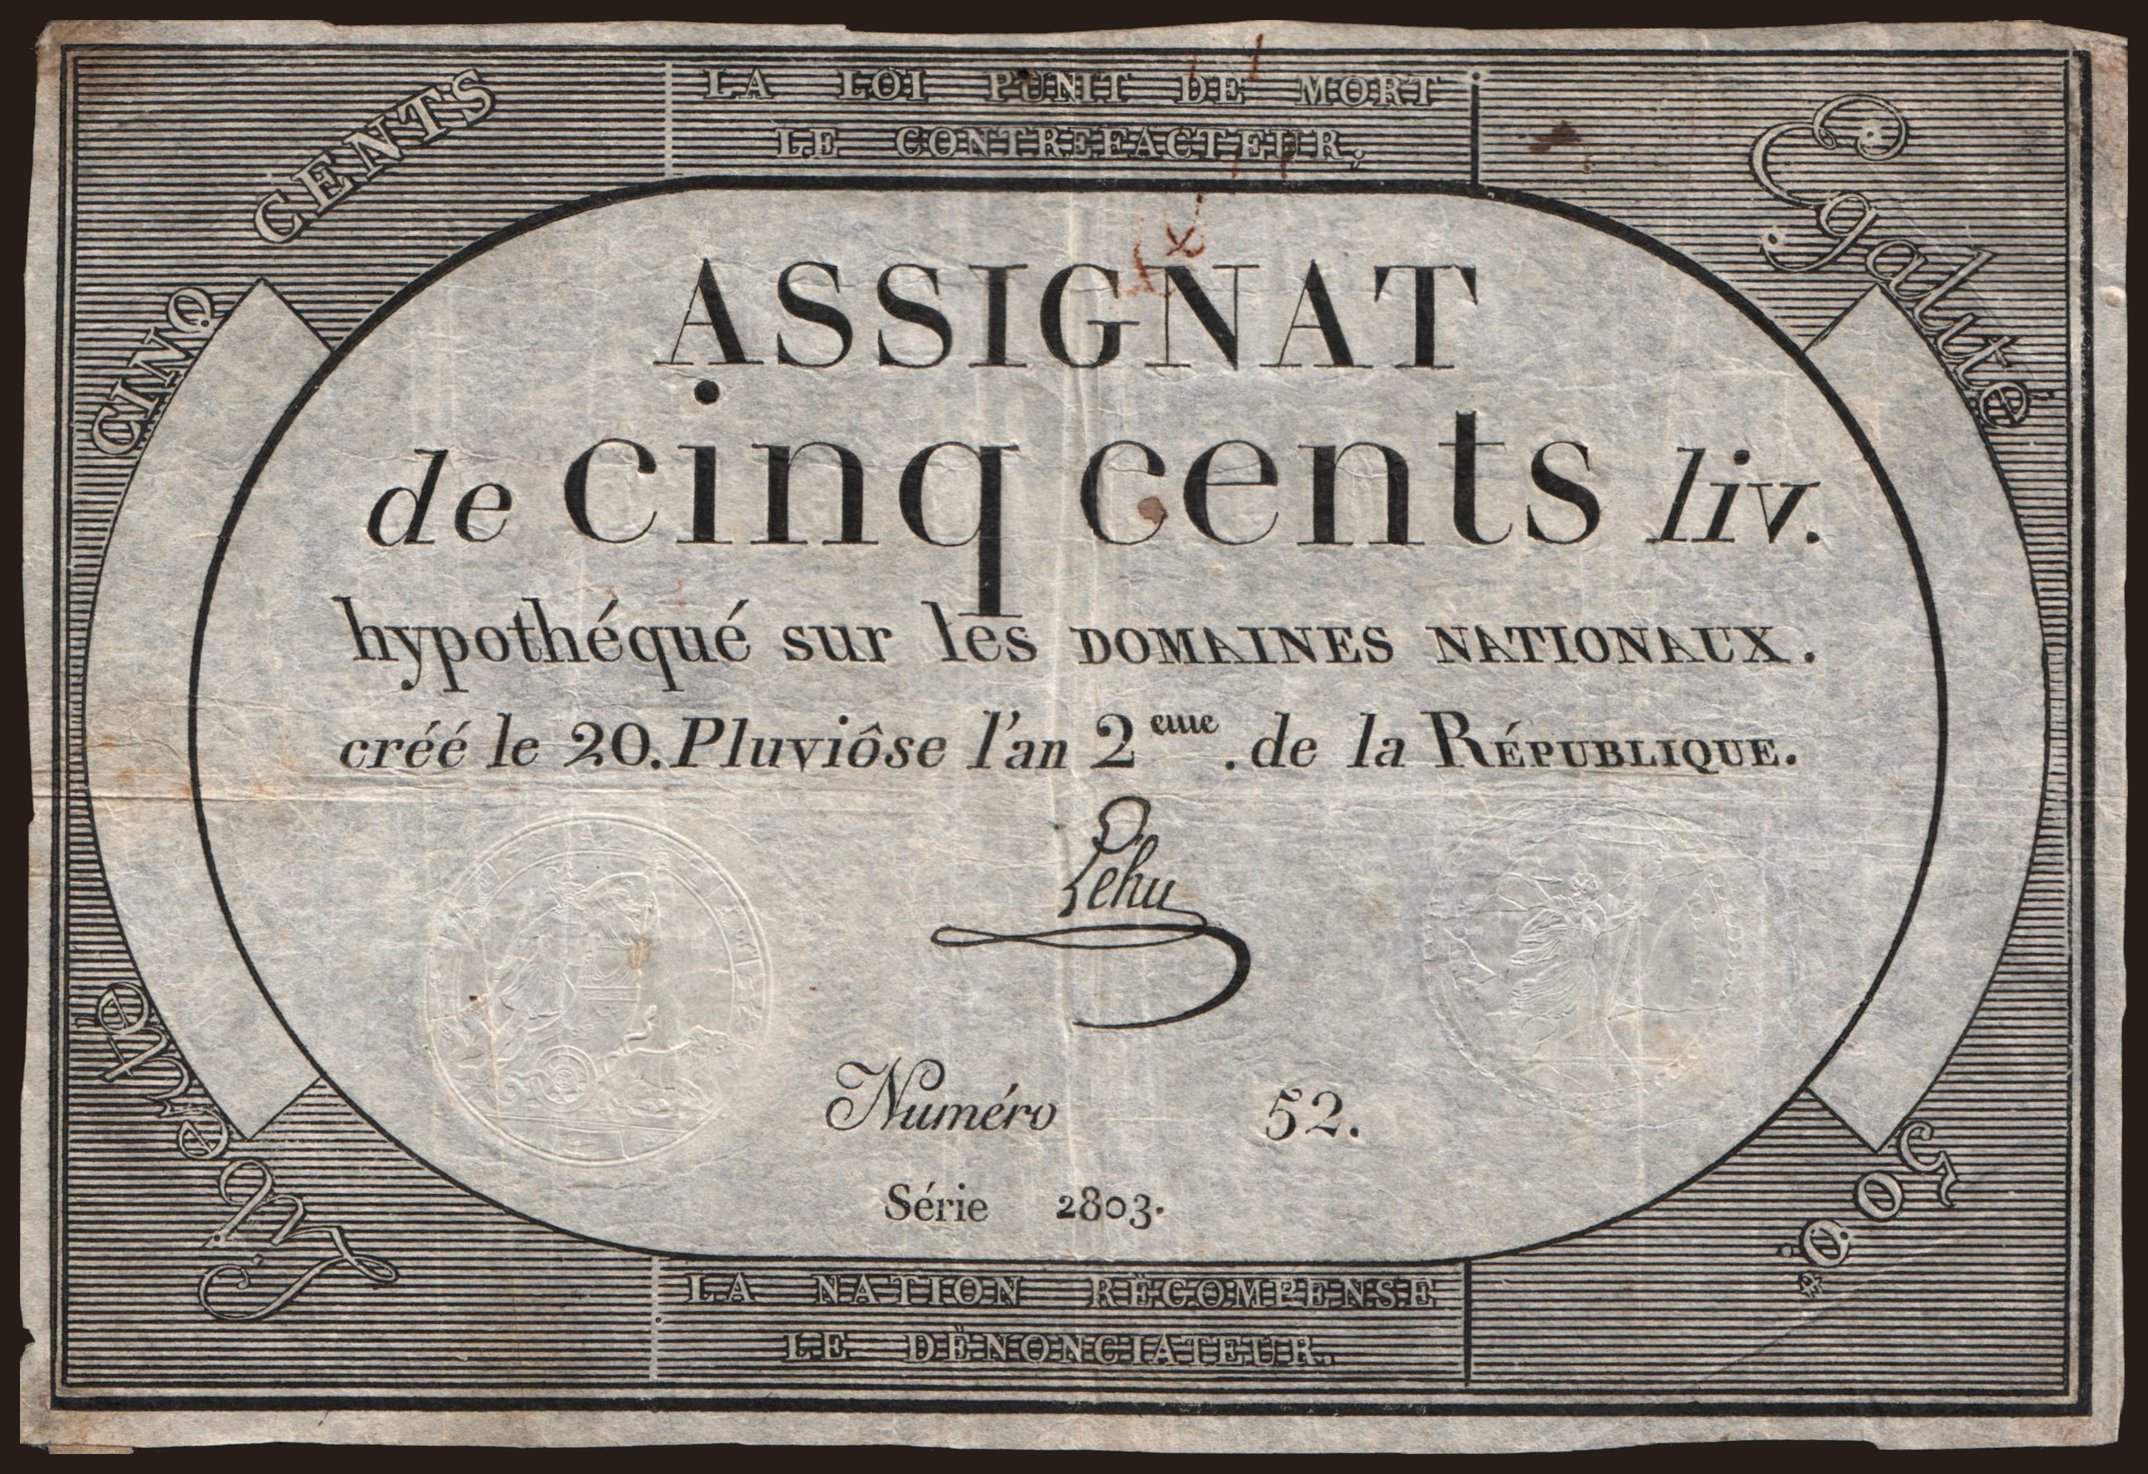 LA LOI PUNIT DE MORT
LE CONTREFACTEUR;
CINQ CENTS
Egalité
ASSIGNAT
de cinq cents liv.
hypothéqué sur les DOMAINES NATIONAUX.
créé le 20. Pluviôse l'an 2eme. de la RÉPUBLIQUE.
Numéro 52.
Série 2803.
Liberté
500.
LA NATION RÉCOMPENSE
LE DÉNONCIATEUR.